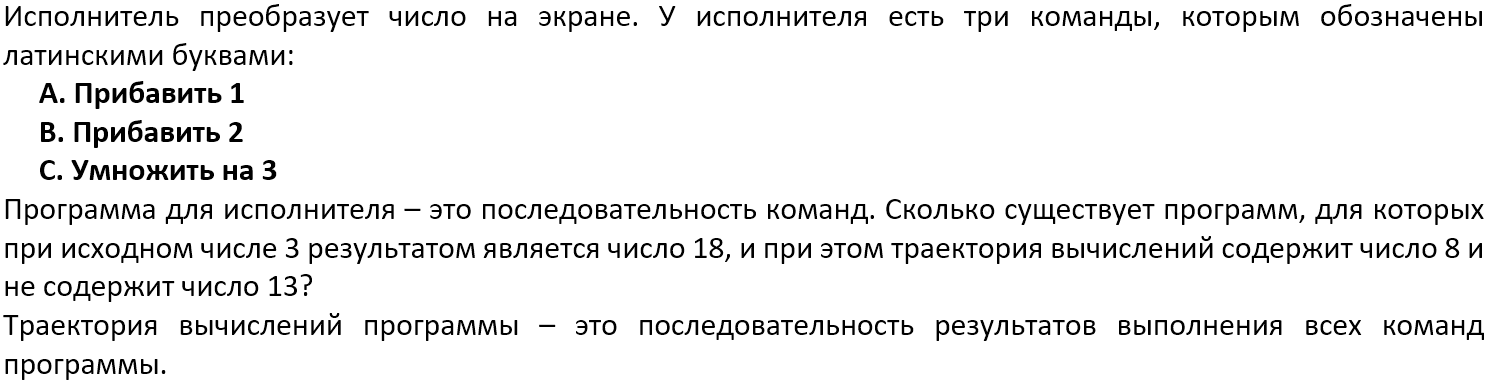 Исполнитель преобразует число на экране. У исполнителя есть три команды, которым обозначены
латинскими буквами:
A. Прибавить 1
B. Прибавить 2
C. Умножить на 3
Программа для исполнителя – это последовательность команд. Сколько существует программ, для которых
при исходном числе 3 результатом является число 18, и при этом траектория вычислений содержит число 8 и
не содержит число 13?
Траектория вычислений программы – это последовательность результатов выполнения всех команд
программы.